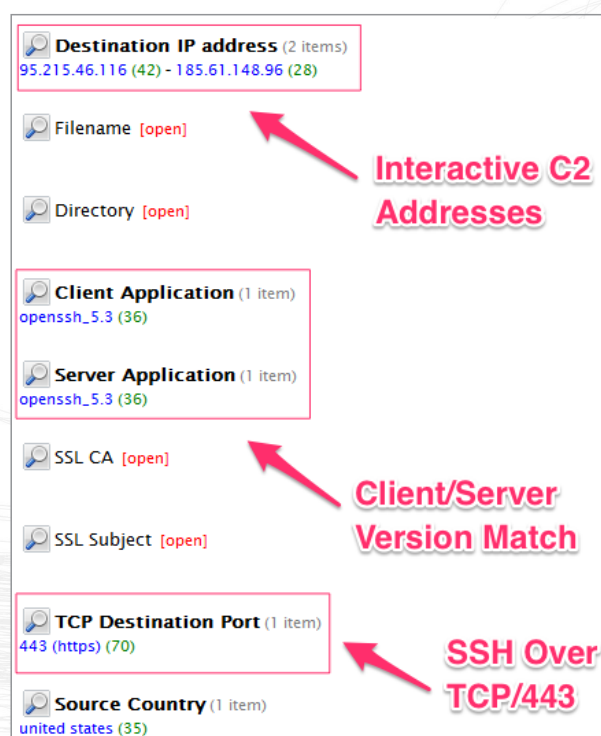 Destination IP address (2 items)
95.215.46.116 (42) - 185.61.148.96 (28)
Filename [open]
Interactive C2
Addresses
Directory [open]
Client Application (1 item)
openssh_5.3 (36)
Server Application (1 item)
openssh_5.3 (36)
SSL CA [open]
Client/Server
Version Match
SSL Subject [open]
TCP Destination Port (1 item)
443 (https) (70)
SSH Over
TCP/443
Source Country (1 item)
united states (35)